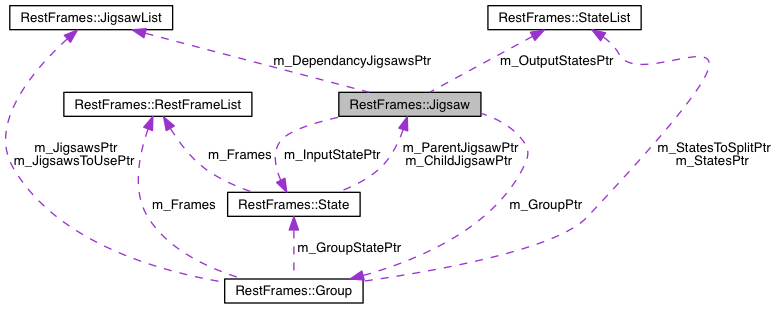 RestFrames::JigsawList
RestFrames::StateList
m_DependancyJigsawsPtr
m_OutputStatesPtr
RestFrames::RestFrameList
RestFrames::Jigsaw
m_JigsawsPtr
m_JigsawsToUsePtr
m_Frames
m_InputStatePtr
m_ParentJigsawPtr
m_ChildJigsawPtr
m_StatesToSplitPtr
m_StatesPtr
m_Frames
RestFrames::State
m_GroupPtr
m_GroupStatePtr
RestFrames::Group